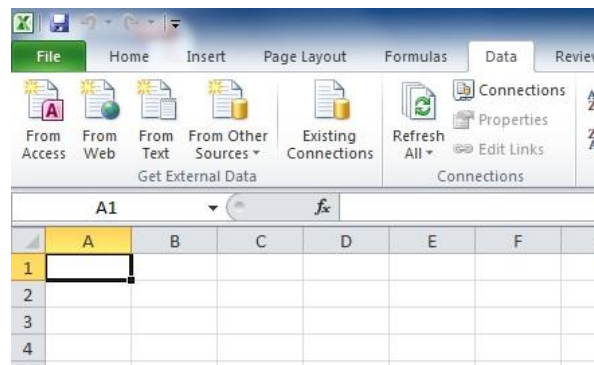 File Home Insert Page Layout Formulas Data Review
Connections
Properties
Edit Links
From Access
From Web
From Text
From Other Sources
Existing Connections
Refresh All
Get External Data
Connections
A1 fx
A B C D E F
1
2
3
4